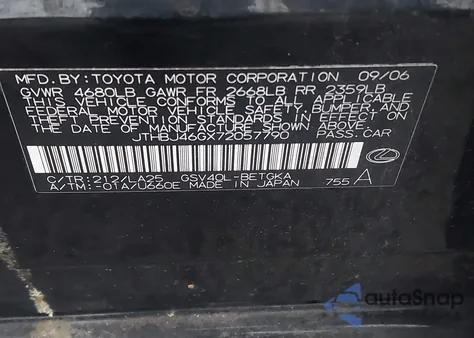 MFD.BY:TOYOTA MOTOR CORPORATION 09/06
GVWR 4680LB GAWR FR 2668LB RR 2359LB
THIS VEHICLE CONFORMS TO ALL APPLICABLE
FEDERAL MOTOR VEHICLE SAFETY,BUMPER,AND
THEFT PREVENTION STANDARDS IN EFFECT ON
THE DATE OF MANUFACTURE SHOWN ABOVE.
JTHBJ46GX72057790 PASS.CAR
C/TR:212/LA25 GSV40L-BETGKA
A/TM:-01A/U660E MADE IN JAPAN 755 A
autoSnap